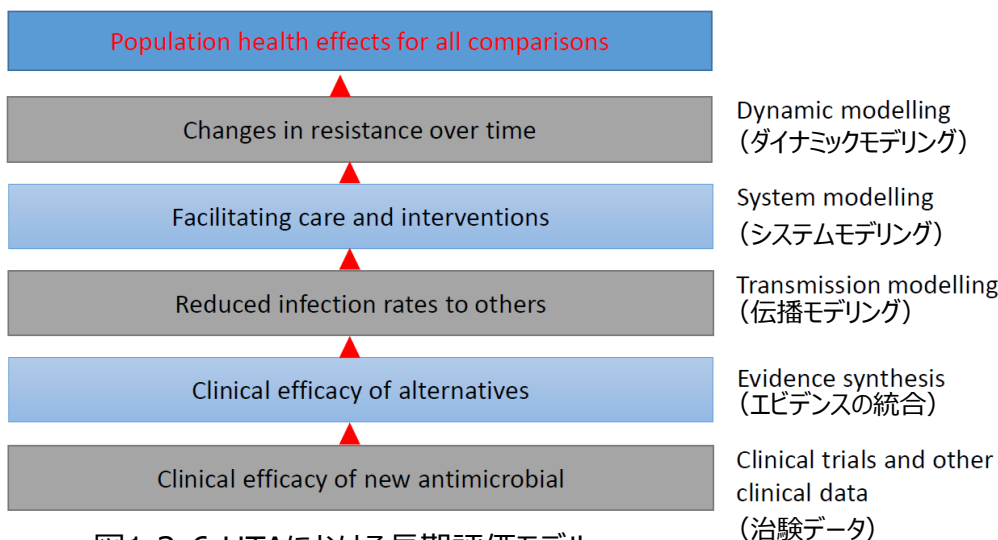 Population health effects for all comparisons
Changes in resistance over time
Dynamic modelling
（ダイナミックモデリング）
Facilitating care and interventions
System modelling
（システムモデリング）
Reduced infection rates to others
Transmission modelling
（伝播モデリング）
Clinical efficacy of alternatives
Evidence synthesis
（エビデンスの統合）
Clinical efficacy of new antimicrobial
Clinical trials and other
clinical data
（治験データ）